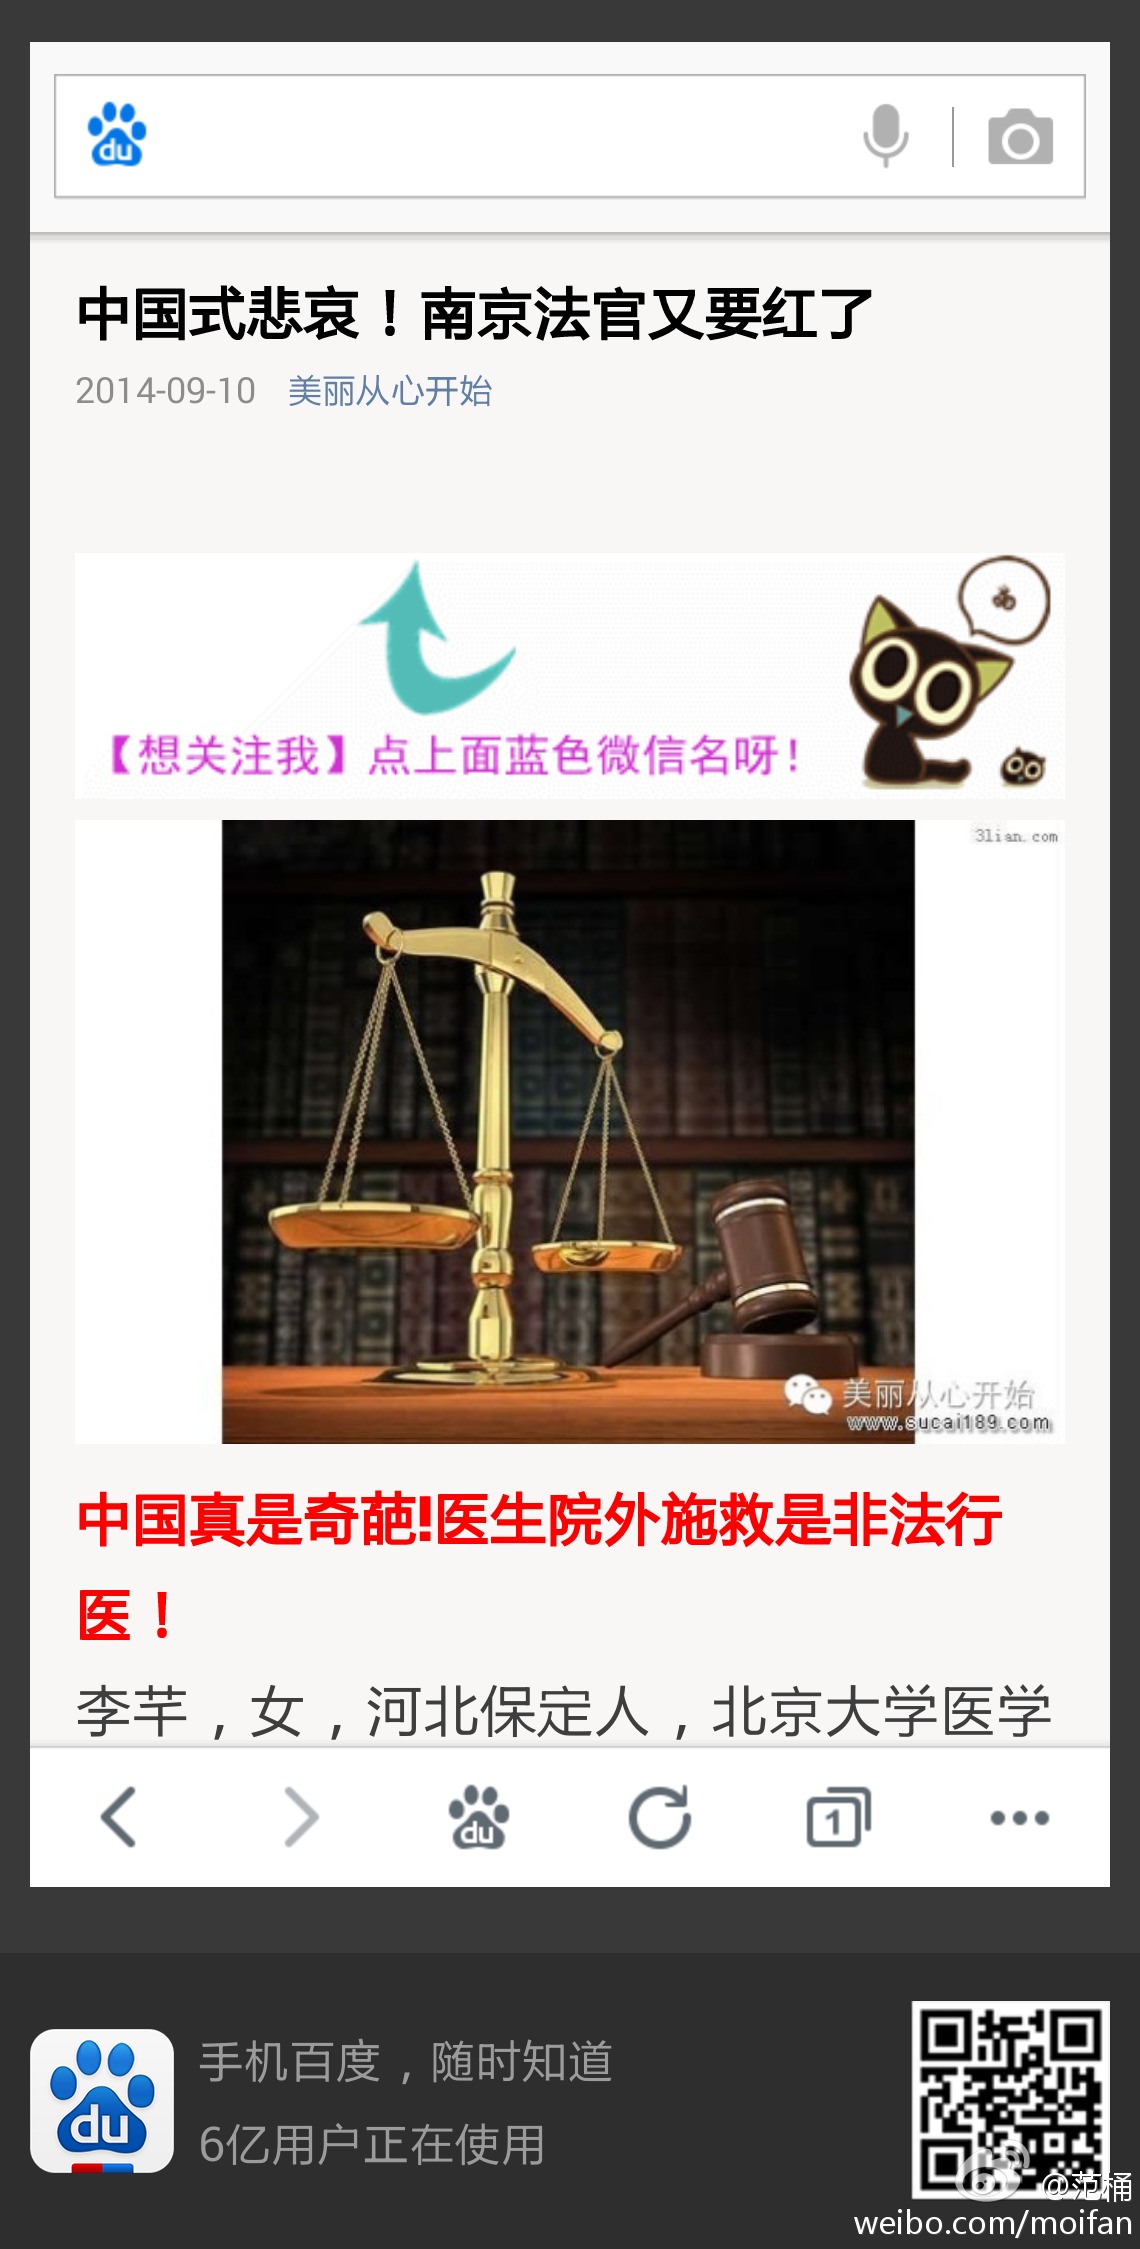 du
中国式悲哀！南京法官又要红了
2014-09-10 美丽从心开始
【想关注我】点上面蓝色微信名呀！
3lian.com
美丽从心开始
www.sucai189.com
中国真是奇葩!医生院外施救是非法行
医！
李芊，女，河北保定人，北京大学医学
du
1
du
手机百度，随时知道
6亿用户正在使用
@范桶
weibo.com/moifan